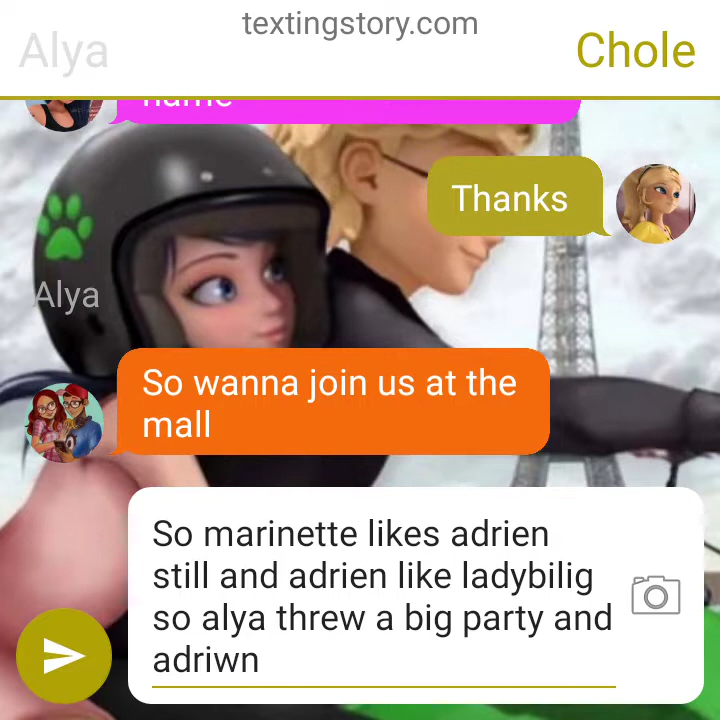 textingstory.com
Alya
Chole
name
Thanks
Alya
So wanna join us at the
mall
So marinette likes adrien
still and adrien like ladybilig
so alya threw a big party and
adriwn